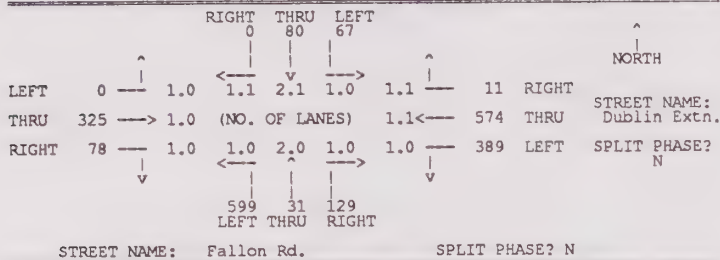 RIGHT THRU LEFT
0 80 67
^ | | | ^ ^
| | | | | |
| <--- v ---> | NORTH
LEFT 0 --- 1.0 1.1 2.1 1.0 1.1 --- 11 RIGHT
STREET NAME:
THRU 325 ---> 1.0 (NO. OF LANES) 1.1<--- 574 THRU Dublin Extn.
RIGHT 78 --- 1.0 1.0 2.0 1.0 1.0 --- 389 LEFT SPLIT PHASE?
| <--- ^ ---> | N
v | | | v
599 31 129
LEFT THRU RIGHT
STREET NAME: Fallon Rd. SPLIT PHASE? N